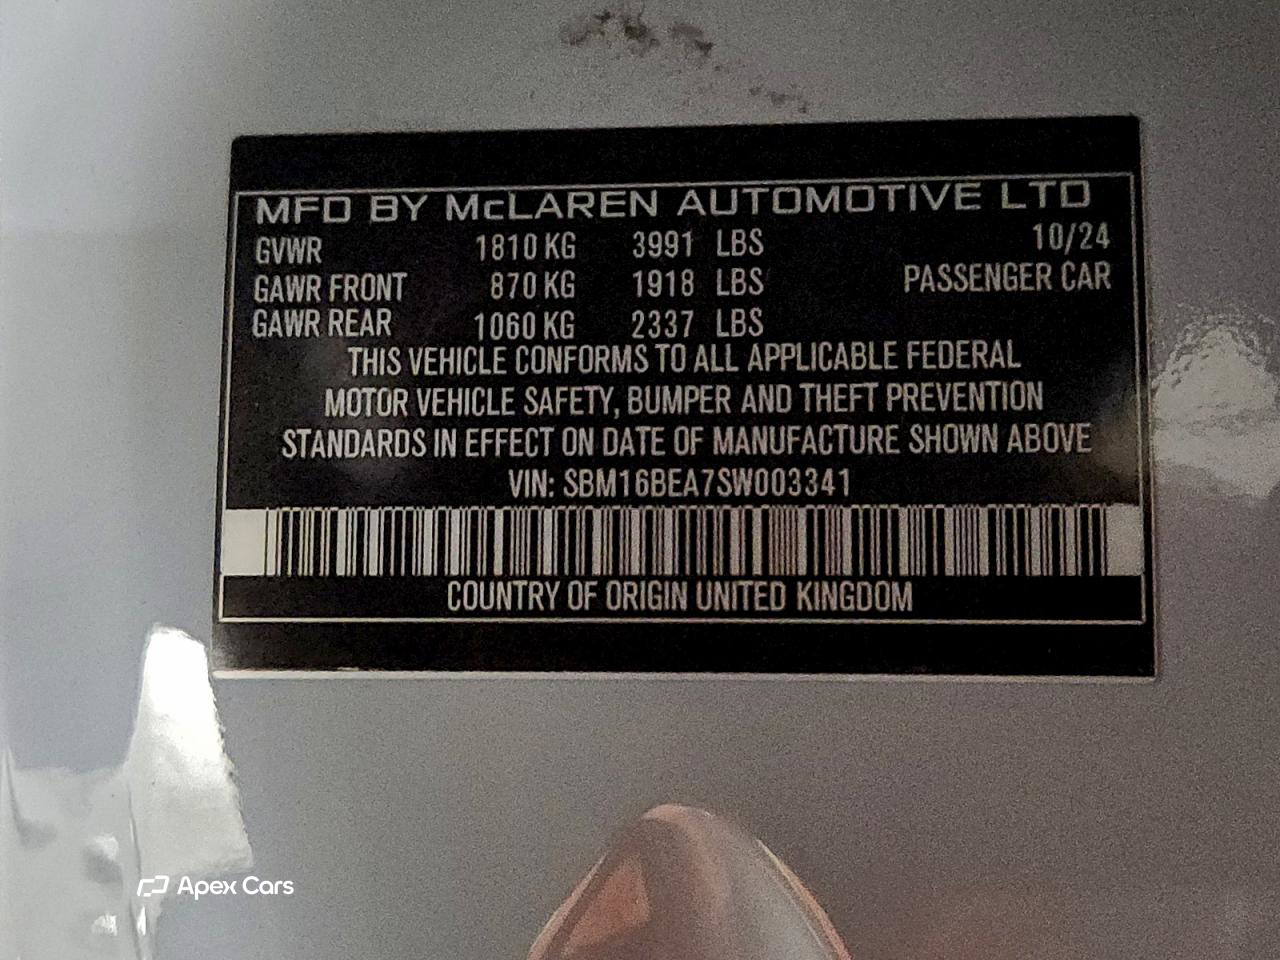 MFD BY McLAREN AUTOMOTIVE LTD
GVWR 1810 KG 3991 LBS 10/24
GAWR FRONT 870 KG 1918 LBS PASSENGER CAR
GAWR REAR 1060 KG 2337 LBS
THIS VEHICLE CONFORMS TO ALL APPLICABLE FEDERAL
MOTOR VEHICLE SAFETY, BUMPER AND THEFT PREVENTION
STANDARDS IN EFFECT ON DATE OF MANUFACTURE SHOWN ABOVE
VIN: SBM16BEA7SW003341
COUNTRY OF ORIGIN UNITED KINGDOM
Apex Cars